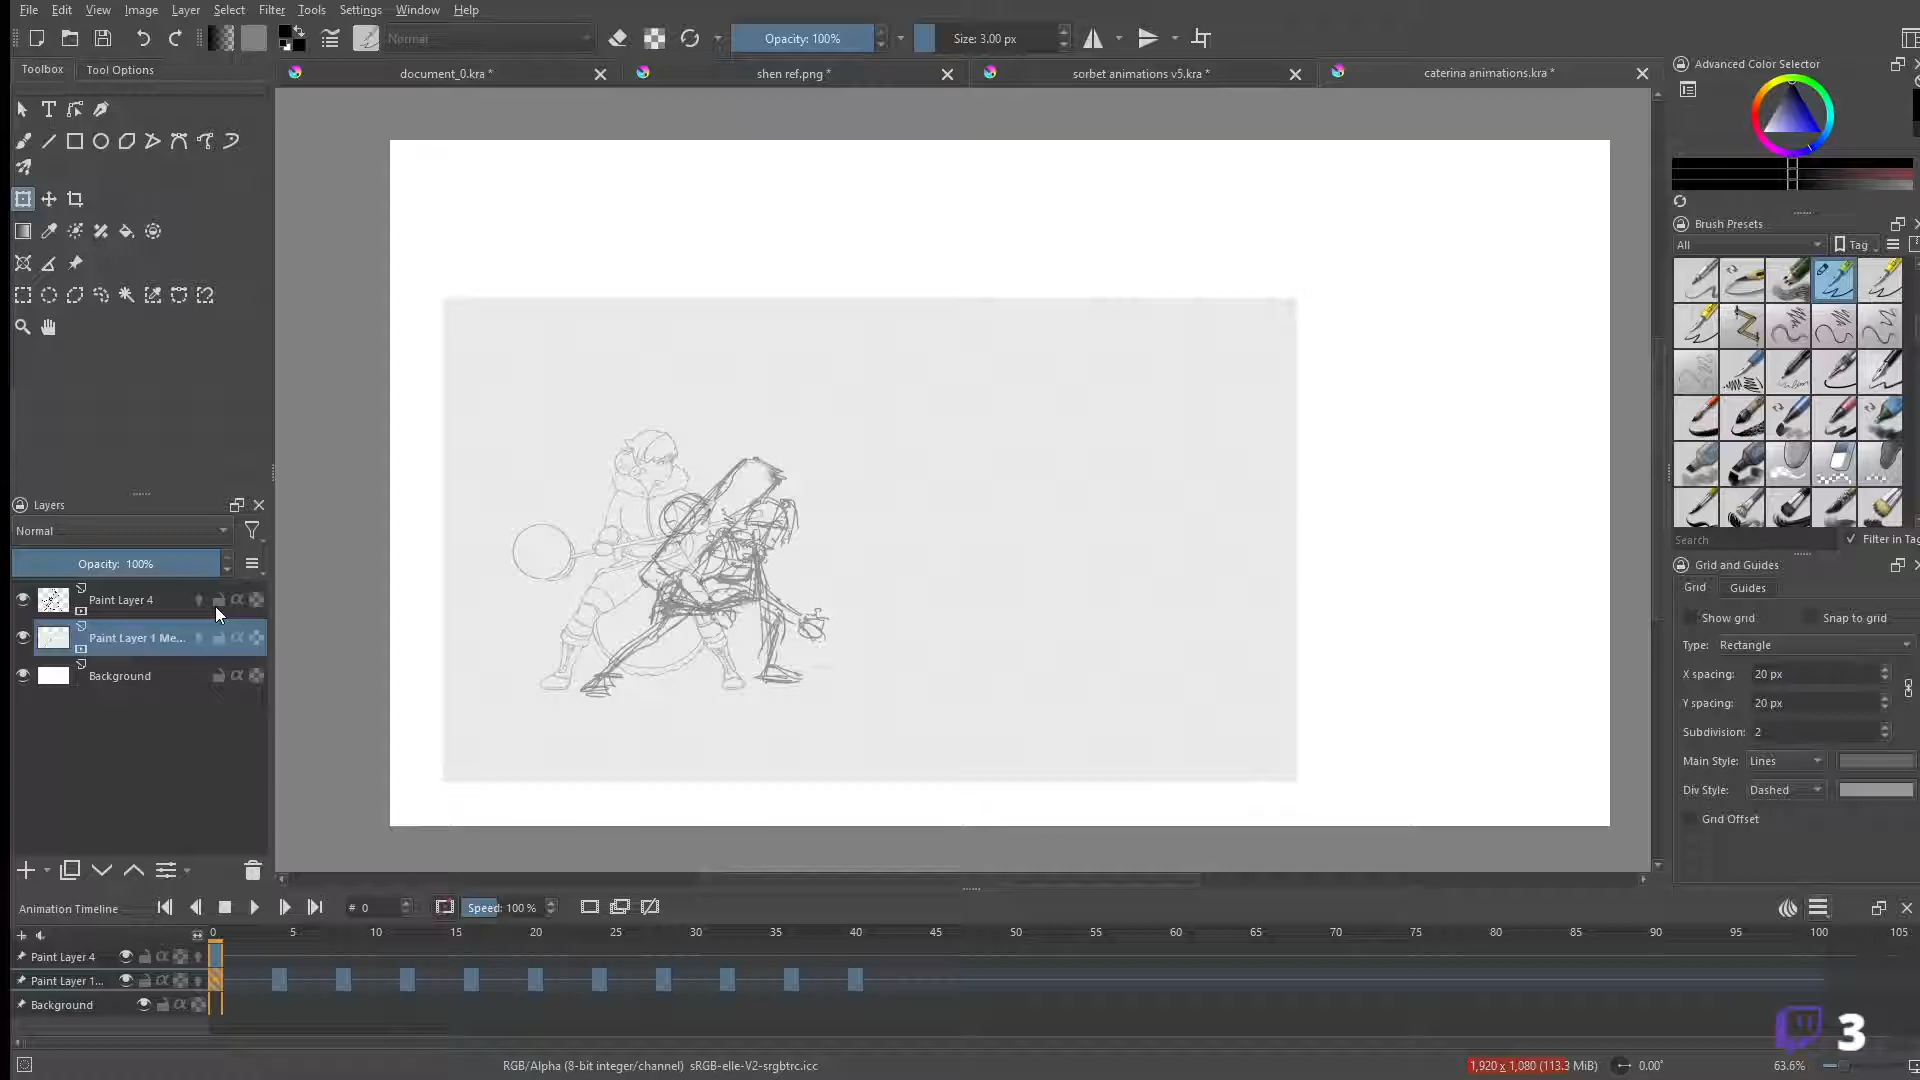 File Edit View Image Layer Select Filter Tools Settings Window Help
Normal
Opacity: 100%
Size: 3.00 px
Toolbox Tool Options
document_0.kra *
shen ref.png *
sorbet animations v5.kra *
caterina animations.kra *
Advanced Color Selector
Brush Presets
All
Tag
Search
Filter in Tag
Layers
Normal
Opacity: 100%
Paint Layer 4
Paint Layer 1 Me...
Background
Grid and Guides
Grid Guides
Show grid Snap to grid
Type: Rectangle
X spacing: 20 px
Y spacing: 20 px
Subdivision: 2
Main Style: Lines
Div Style: Dashed
Grid Offset
Animation Timeline
# 0
Speed: 100 %
0 5 10 15 20 25 30 35 40 45 50 55 60 65 70 75 80 85 90 95 100 105
Paint Layer 4
Paint Layer 1...
Background
3
RGB/Alpha (8-bit integer/channel) sRGB-elle-V2-srgbtrc.icc
1,920 x 1,080 (113.3 MiB)
0.00°
63.6%